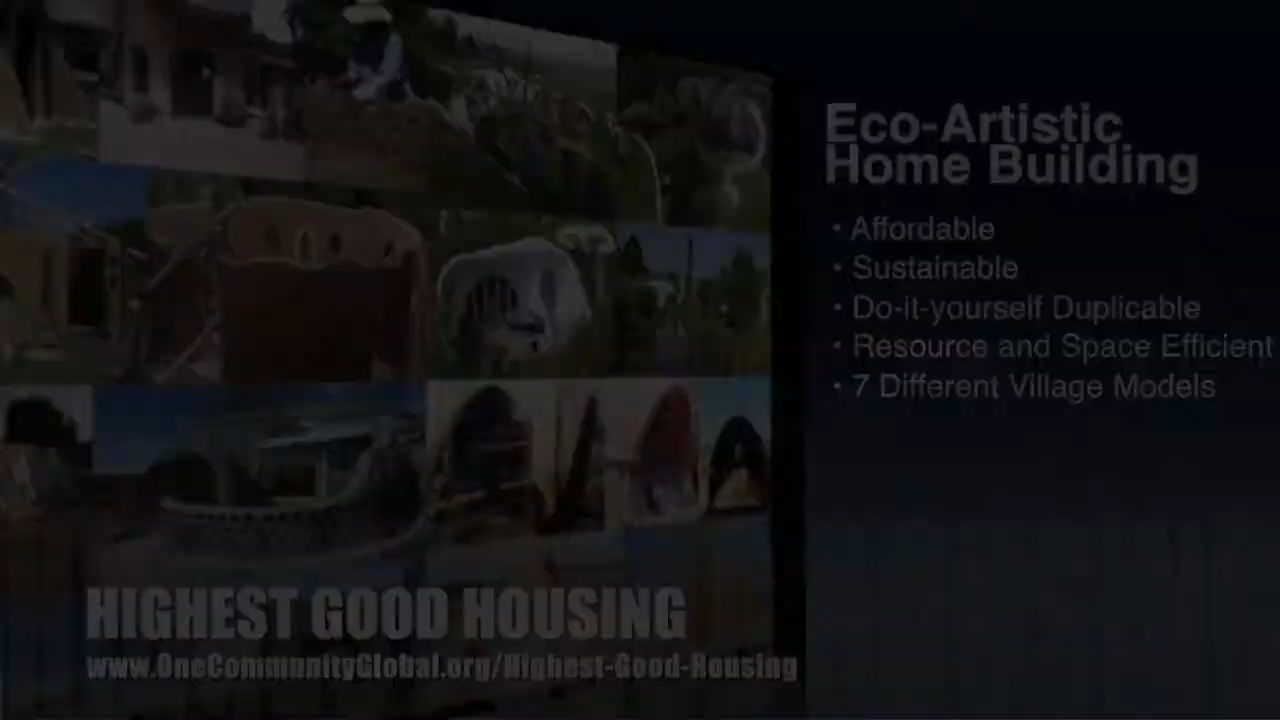 Eco-Artistic
Home Building
• Affordable
• Sustainable
• Do-it-yourself Duplicable
• Resource and Space Efficient
• 7 Different Village Models
HIGHEST GOOD HOUSING
www.OneCommunityGlobal.org/Highest-Good-Housing